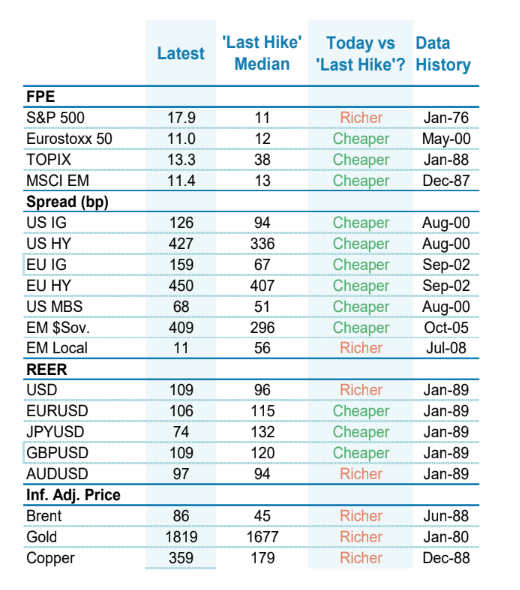 Latest 'Last Hike' Median Today vs 'Last Hike'? Data History
FPE
S&P 500 17.9 11 Richer Jan-76
Eurostoxx 50 11.0 12 Cheaper May-00
TOPIX 13.3 38 Cheaper Jan-88
MSCI EM 11.4 13 Cheaper Dec-87
Spread (bp)
US IG 126 94 Cheaper Aug-00
US HY 427 336 Cheaper Aug-00
EU IG 159 67 Cheaper Sep-02
EU HY 450 407 Cheaper Sep-02
US MBS 68 51 Cheaper Aug-00
EM $Sov. 409 296 Cheaper Oct-05
EM Local 11 56 Richer Jul-08
REER
USD 109 96 Richer Jan-89
EURUSD 106 115 Cheaper Jan-89
JPYUSD 74 132 Cheaper Jan-89
GBPUSD 109 120 Cheaper Jan-89
AUDUSD 97 94 Richer Jan-89
Inf. Adj. Price
Brent 86 45 Richer Jun-88
Gold 1819 1677 Richer Jan-80
Copper 359 179 Richer Dec-88